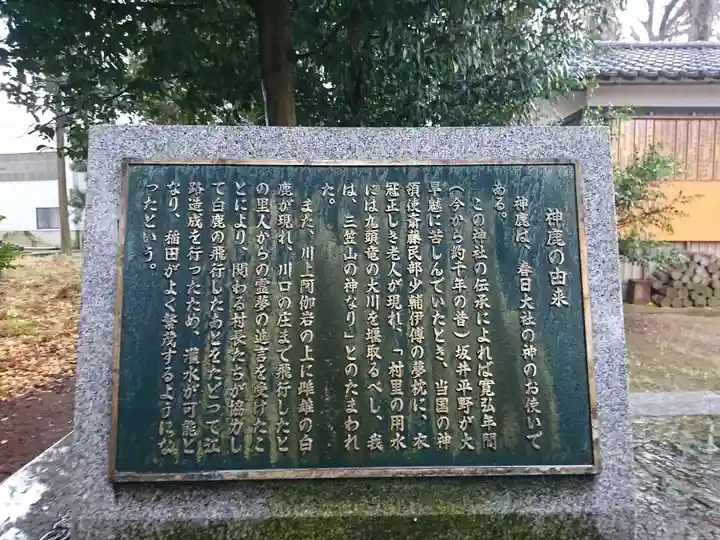 神鹿の由来
神鹿は、春日大社の神のお使いで
ある。
この神社の伝承によれば寛弘年間
(今から約千年の昔)坂井平野が大
旱魃に苦しんでいたとき、当国の神
領使斎藤民部少輔伊傳の夢枕に、衣
冠正しき老人が現れ、「村里の用水
には九頭竜の大川を堰取るべし、我
は、三笠山の神なり」とのたまわれ
た。
また、川上阿伽岩の上に雌雄の白
鹿が現れ、川口の庄まで飛行したと
の里人からの霊夢の進言を受けたこ
とにより、関わる村長たちが協力し
て白鹿の飛行したあとをたどって江
路造成を行ったため、灌水が可能と
なり、稲田がよく繁茂するようにな
ったという。